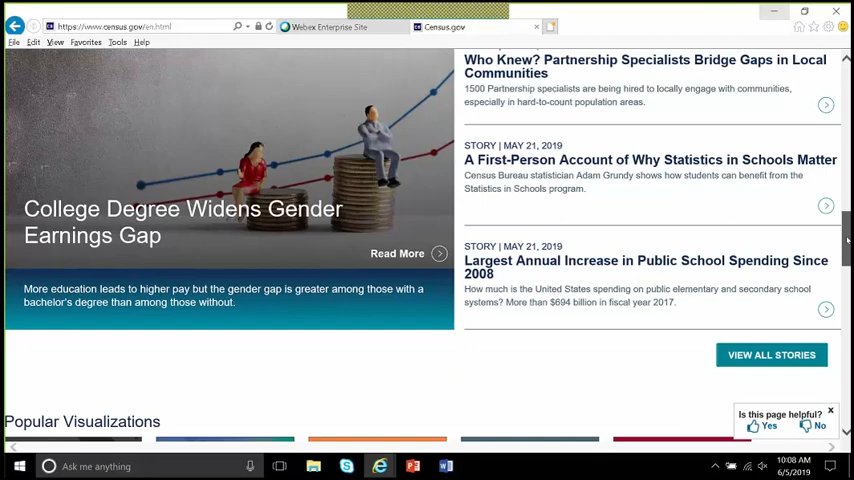 https://www.census.gov/en.html
Webex Enterprise Site
Census.gov
File Edit View Favorites Tools Help
Who Knew? Partnership Specialists Bridge Gaps in Local
Communities
1500 Partnership specialists are being hired to locally engage with communities,
especially in hard-to-count population areas.
STORY | MAY 21, 2019
A First-Person Account of Why Statistics in Schools Matter
Census Bureau statistician Adam Grundy shows how students can benefit from the
Statistics in Schools program.
College Degree Widens Gender
Earnings Gap
Read More
STORY | MAY 21, 2019
Largest Annual Increase in Public School Spending Since
2008
How much is the United States spending on public elementary and secondary school
systems? More than $694 billion in fiscal year 2017.
More education leads to higher pay but the gender gap is greater among those with a
bachelor's degree than among those without.
VIEW ALL STORIES
Popular Visualizations
Is this page helpful? X
Yes No
Ask me anything
10:08 AM
6/5/2019